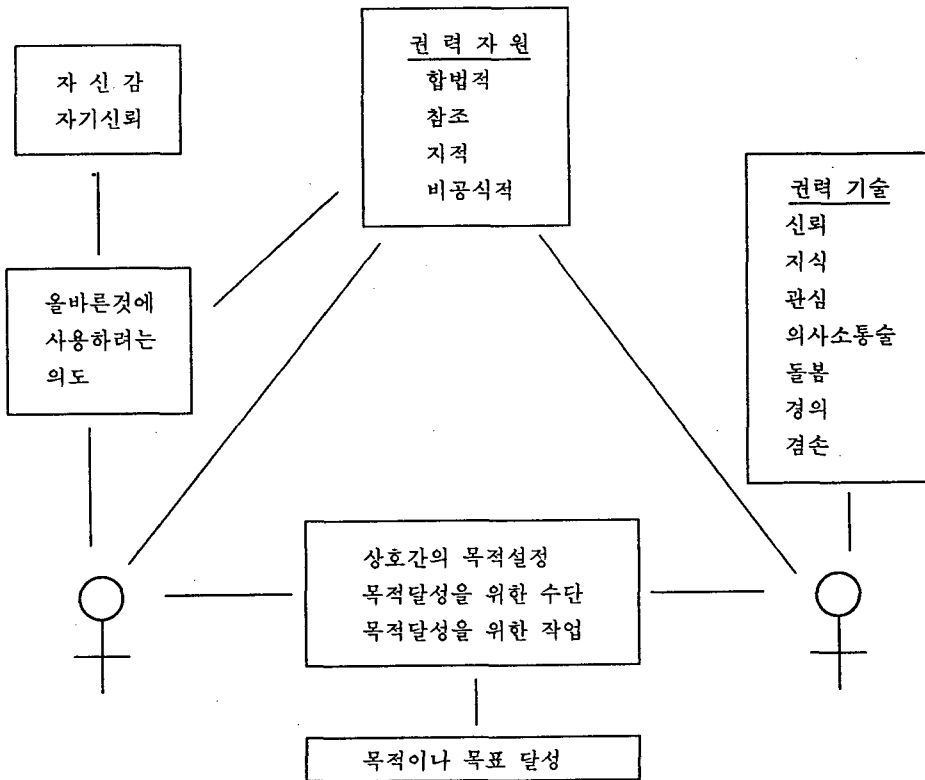 자 신 감
자기신뢰
권 력 자 원
합법적
참조
지적
비공식적
권력 기술
신뢰
지식
관심
의사소통술
돌봄
경의
겸손
올바른것에
사용하려는
의도
상호간의 목적설정
목적달성을 위한 수단
목적달성을 위한 작업
목적이나 목표 달성